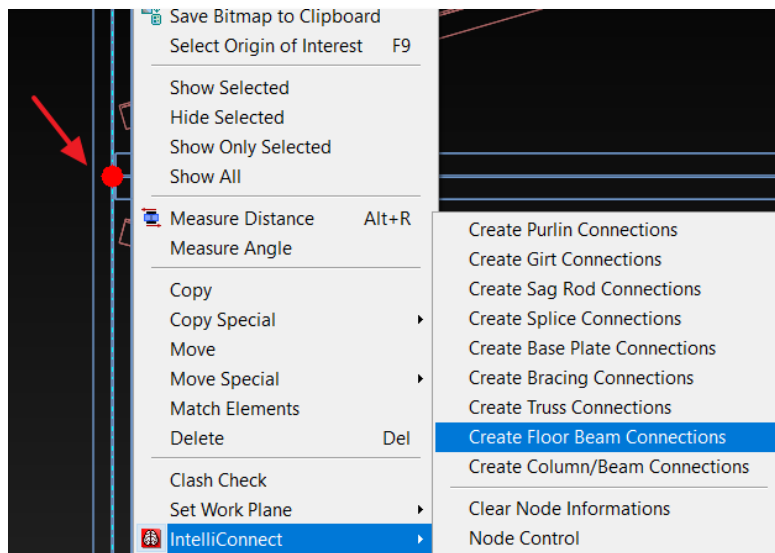 Save Bitmap to Clipboard
Select Origin of Interest F9
Show Selected
Hide Selected
Show Only Selected
Show All
Measure Distance Alt+R
Measure Angle
Copy
Copy Special
Move
Move Special
Match Elements
Delete Del
Clash Check
Set Work Plane
IntelliConnect
Create Purlin Connections
Create Girt Connections
Create Sag Rod Connections
Create Splice Connections
Create Base Plate Connections
Create Bracing Connections
Create Truss Connections
Create Floor Beam Connections
Create Column/Beam Connections
Clear Node Informations
Node Control